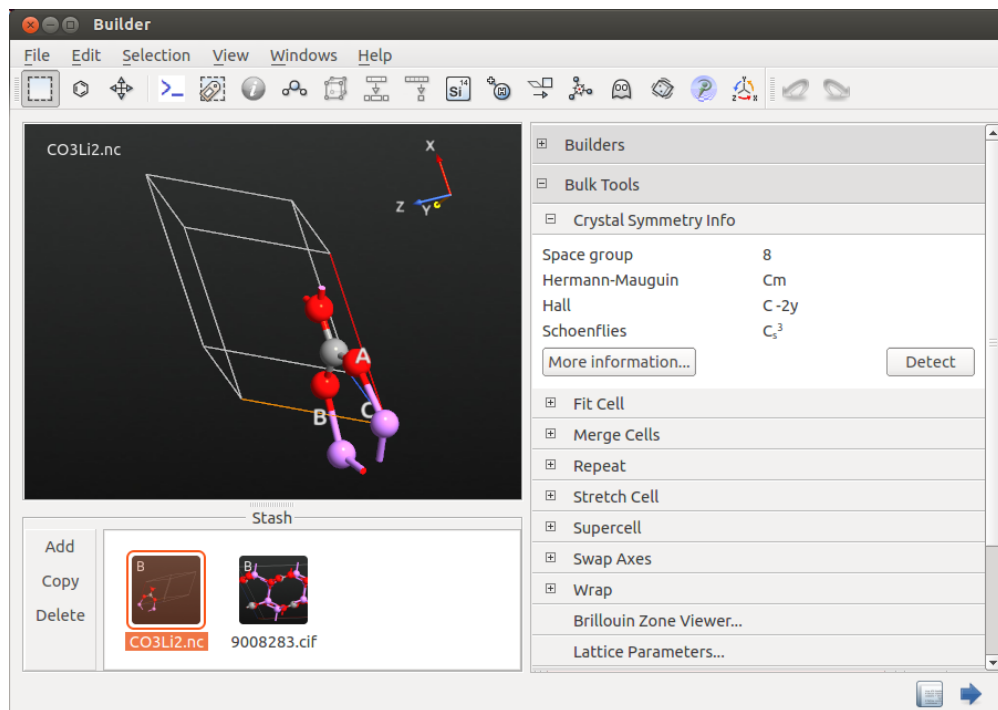 Builder
File Edit Selection View Windows Help
>_ i Si 14 H ? z x
CO3Li2.nc
X
Z Y
A
B C
Builders
Bulk Tools
Crystal Symmetry Info
Space group 8
Hermann-Mauguin Cm
Hall C -2y
Schoenflies Cs3
More information... Detect
Fit Cell
Merge Cells
Repeat
Stretch Cell
Supercell
Swap Axes
Wrap
Brillouin Zone Viewer...
Lattice Parameters...
Stash
Add
Copy
Delete
B B
CO3Li2.nc 9008283.cif